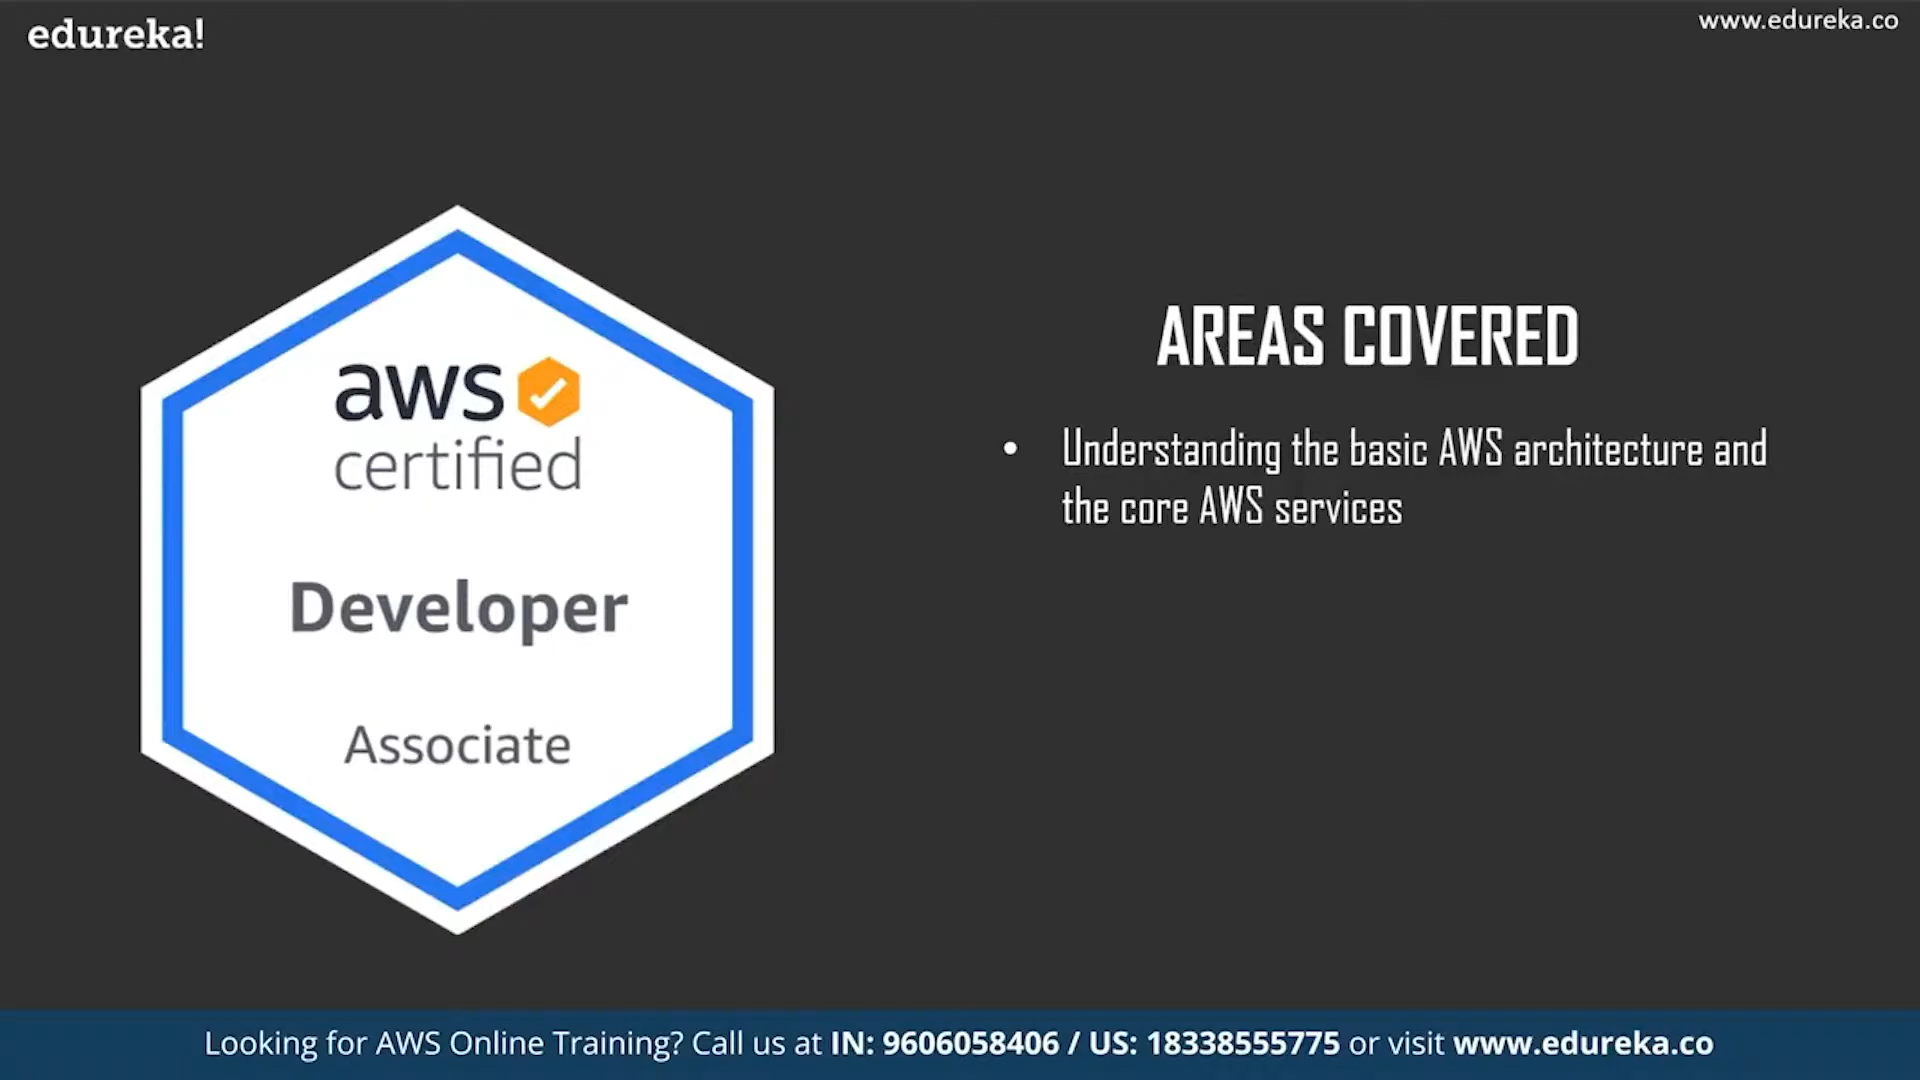 edureka!
www.edureka.co
aws
certified
Developer
Associate
AREAS COVERED
• Understanding the basic AWS architecture and
the core AWS services
Looking for AWS Online Training? Call us at IN: 9606058406 / US: 18338555775 or visit www.edureka.co